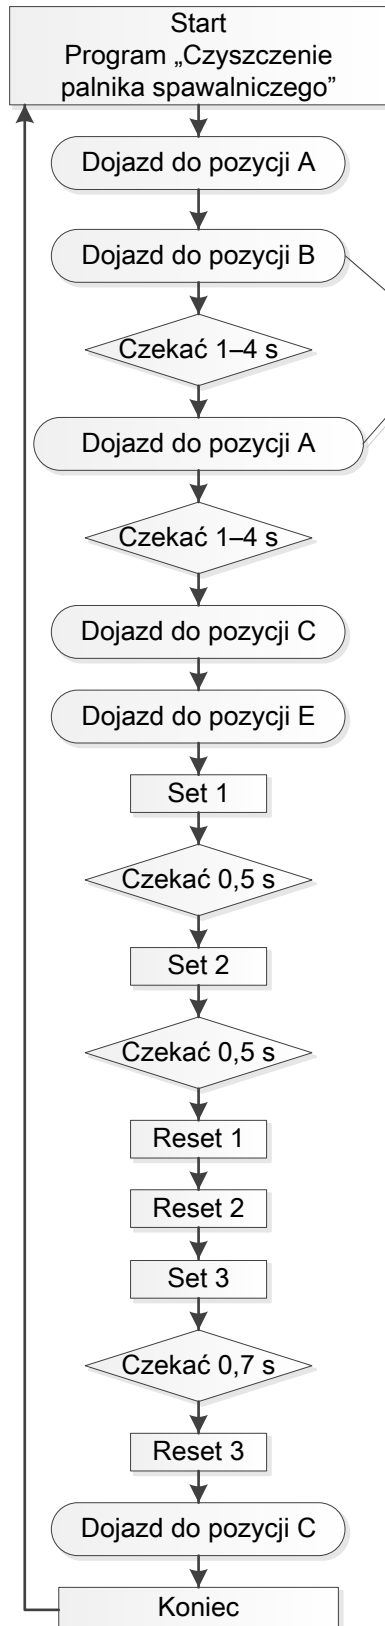 Start
Program „Czyszczenie
palnika spawalniczego”
Dojazd do pozycji A
Dojazd do pozycji B
Czekać 1–4 s
Dojazd do pozycji A
Czekać 1–4 s
Dojazd do pozycji C
Dojazd do pozycji E
Set 1
Czekać 0,5 s
Set 2
Czekać 0,5 s
Reset 1
Reset 2
Set 3
Czekać 0,7 s
Reset 3
Dojazd do pozycji C
Koniec